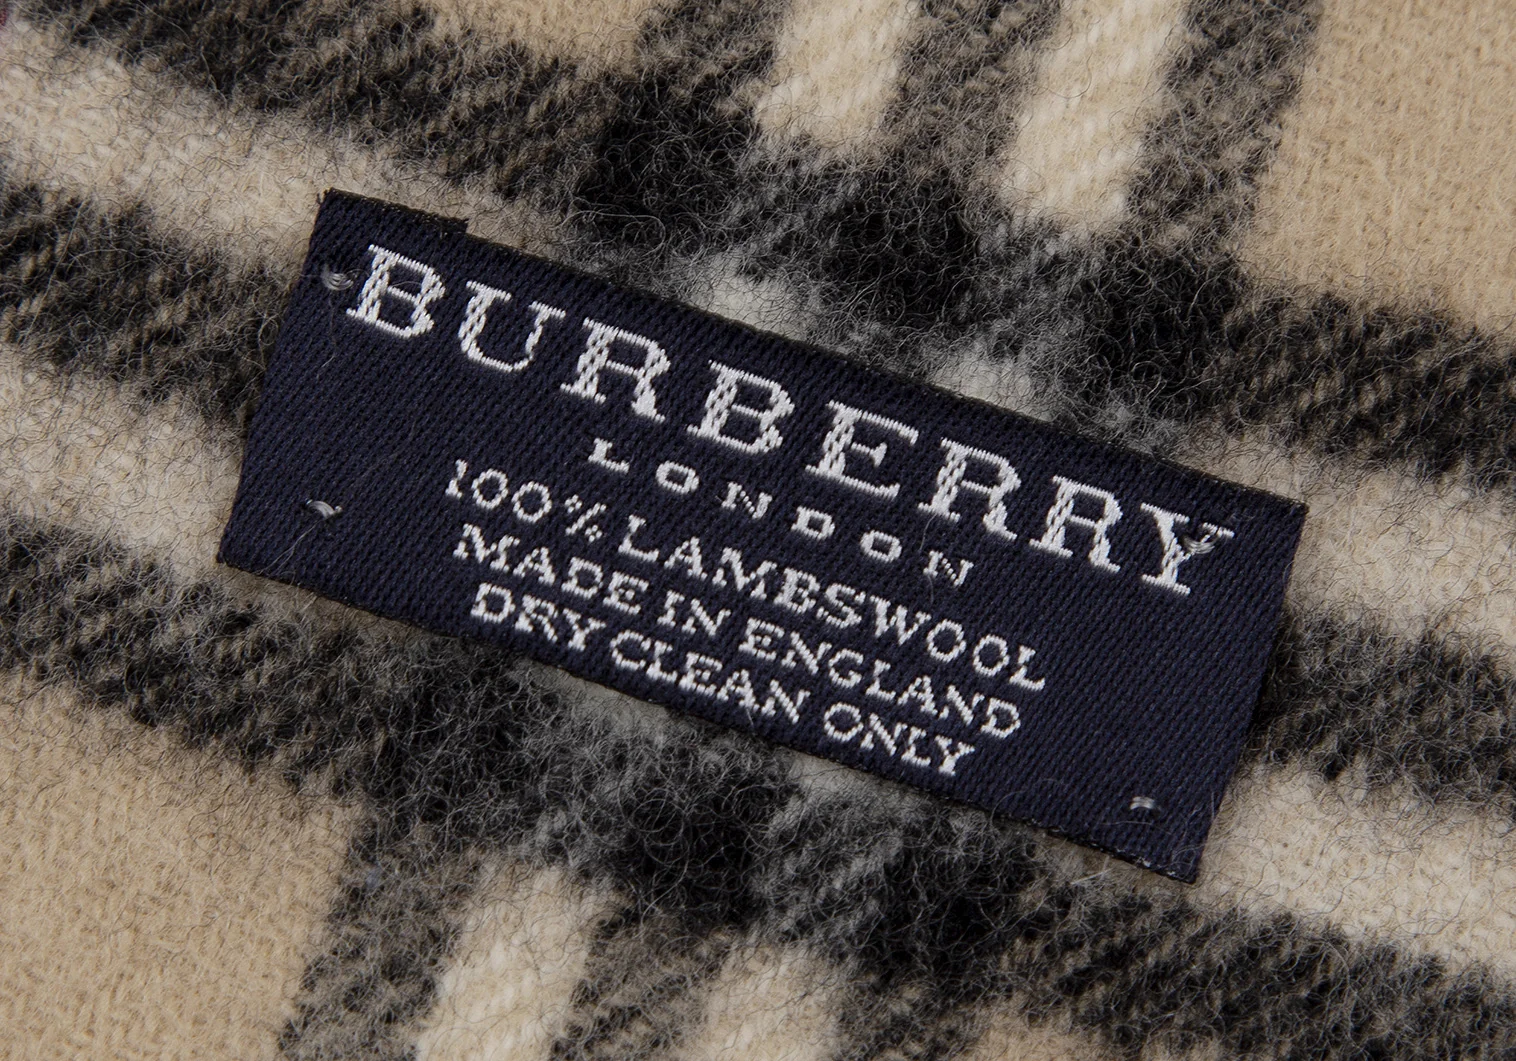 BURBERRY
LONDON
100% LAMBSWOOL
MADE IN ENGLAND
DRY CLEAN ONLY